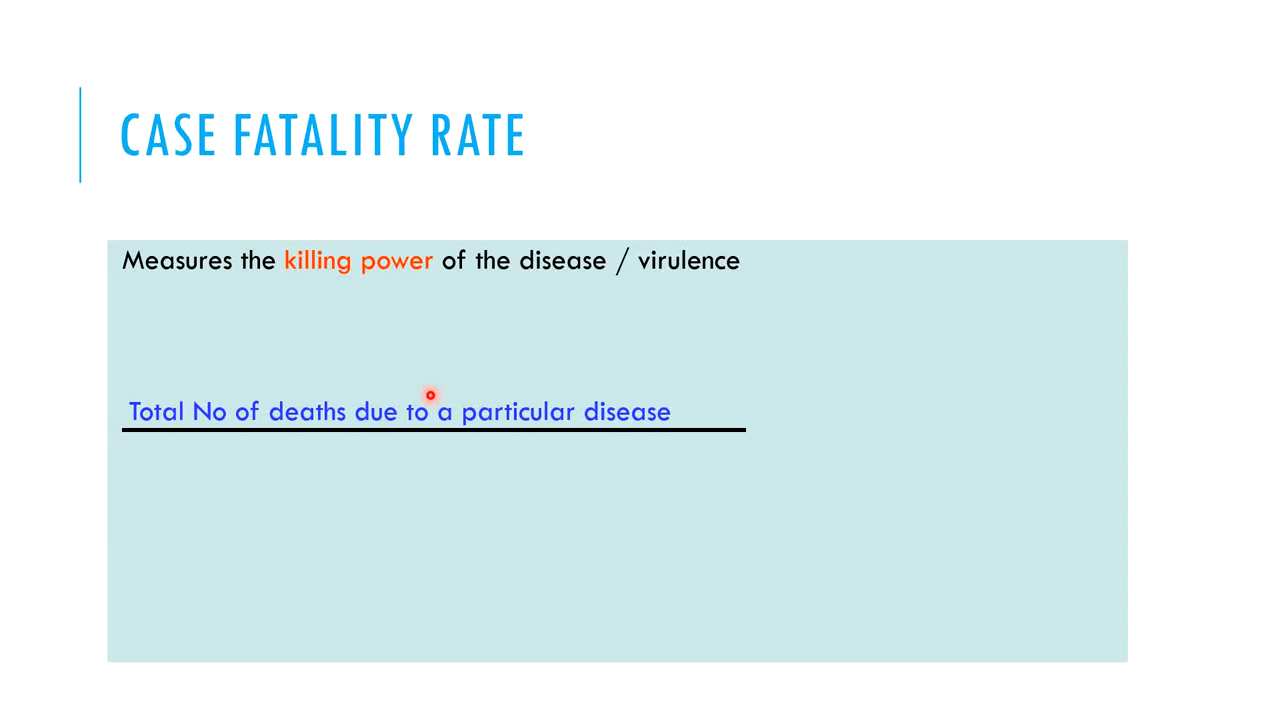 CASE FATALITY RATE
Measures the killing power of the disease / virulence
Total No of deaths due to a particular disease